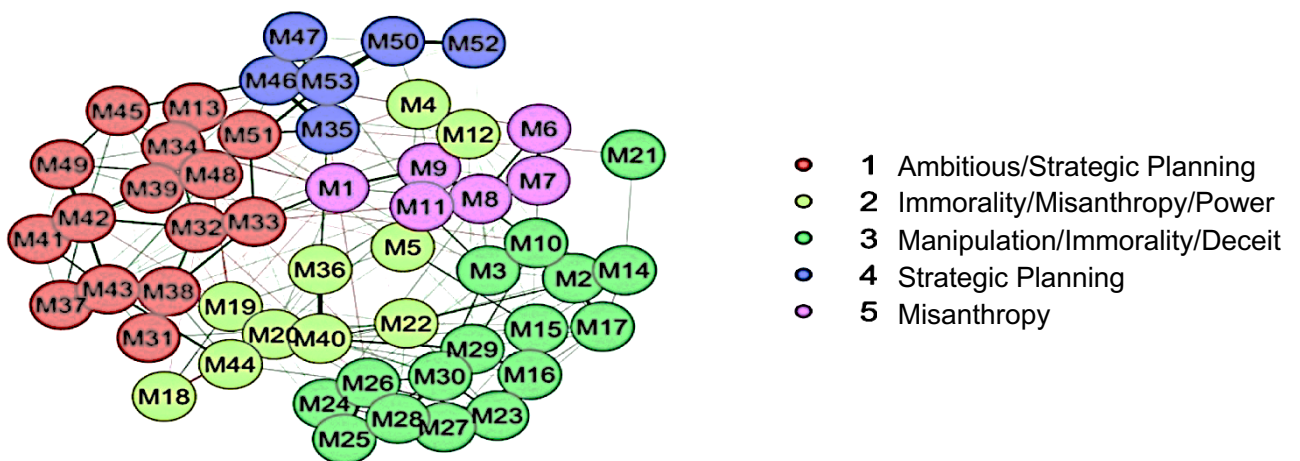 M47
M50
M52
M46
M53
M4
M45
M13
M51
M35
M12
M6
M34
M21
M49
M9
M39
M48
M1
M11
M8
M7
M42
M32
M33
M41
M5
M10
M36
M3
M2
M14
M37
M43
M38
M19
M31
M20
M40
M22
M15
M17
M44
M29
M18
M26
M30
M16
M24
M28
M27
M23
M25
1 Ambitious/Strategic Planning
2 Immorality/Misanthropy/Power
3 Manipulation/Immorality/Deceit
4 Strategic Planning
5 Misanthropy